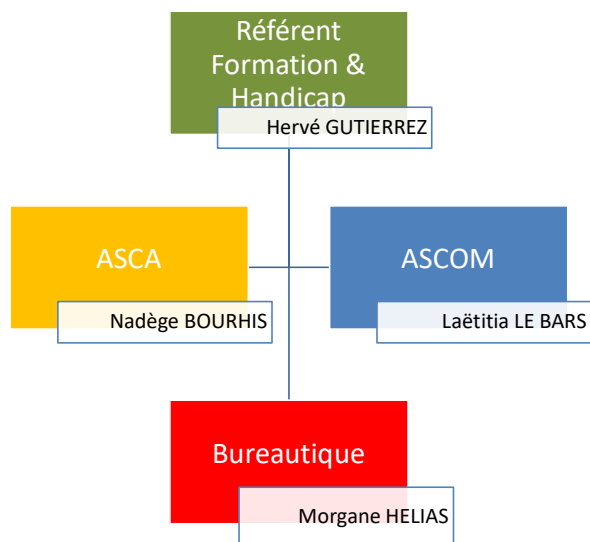 Référent
Formation &
Handicap
Hervé GUTIERREZ
ASCA
Nadège BOURHIS
ASCOM
Laëtitia LE BARS
Bureautique
Morgane HELIAS